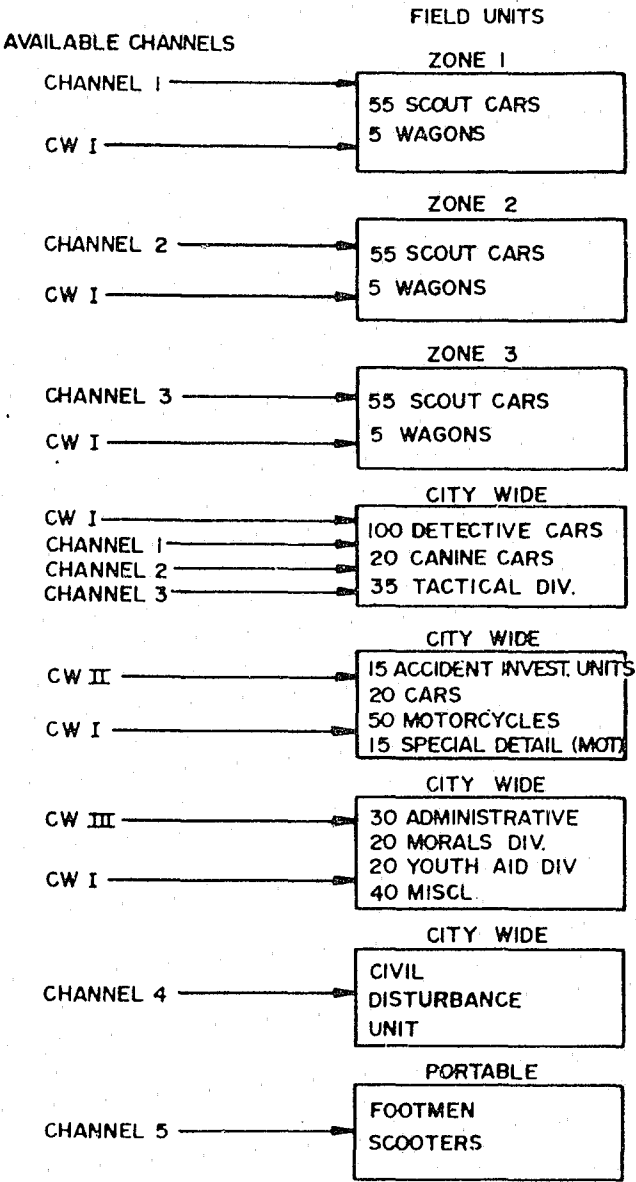 FIELD UNITS
AVAILABLE CHANNELS
ZONE 1
CHANNEL 1
55 SCOUT CARS
5 WAGONS
CW I
ZONE 2
CHANNEL 2
55 SCOUT CARS
CW I
5 WAGONS
ZONE 3
CHANNEL 3
55 SCOUT CARS
CW I
5 WAGONS
CITY WIDE
CW I
CHANNEL 1
CHANNEL 2
CHANNEL 3
100 DETECTIVE CARS
20 CANINE CARS
35 TACTICAL DIV.
CITY WIDE
CW II
CW I
15 ACCIDENT INVEST. UNITS
20 CARS
50 MOTORCYCLES
15 SPECIAL DETAIL (MOT)
CITY WIDE
CW III
CW I
30 ADMINISTRATIVE
20 MORALS DIV.
20 YOUTH AID DIV
40 MISCL.
CITY WIDE
CHANNEL 4
CIVIL
DISTURBANCE
UNIT
PORTABLE
CHANNEL 5
FOOTMEN
SCOOTERS